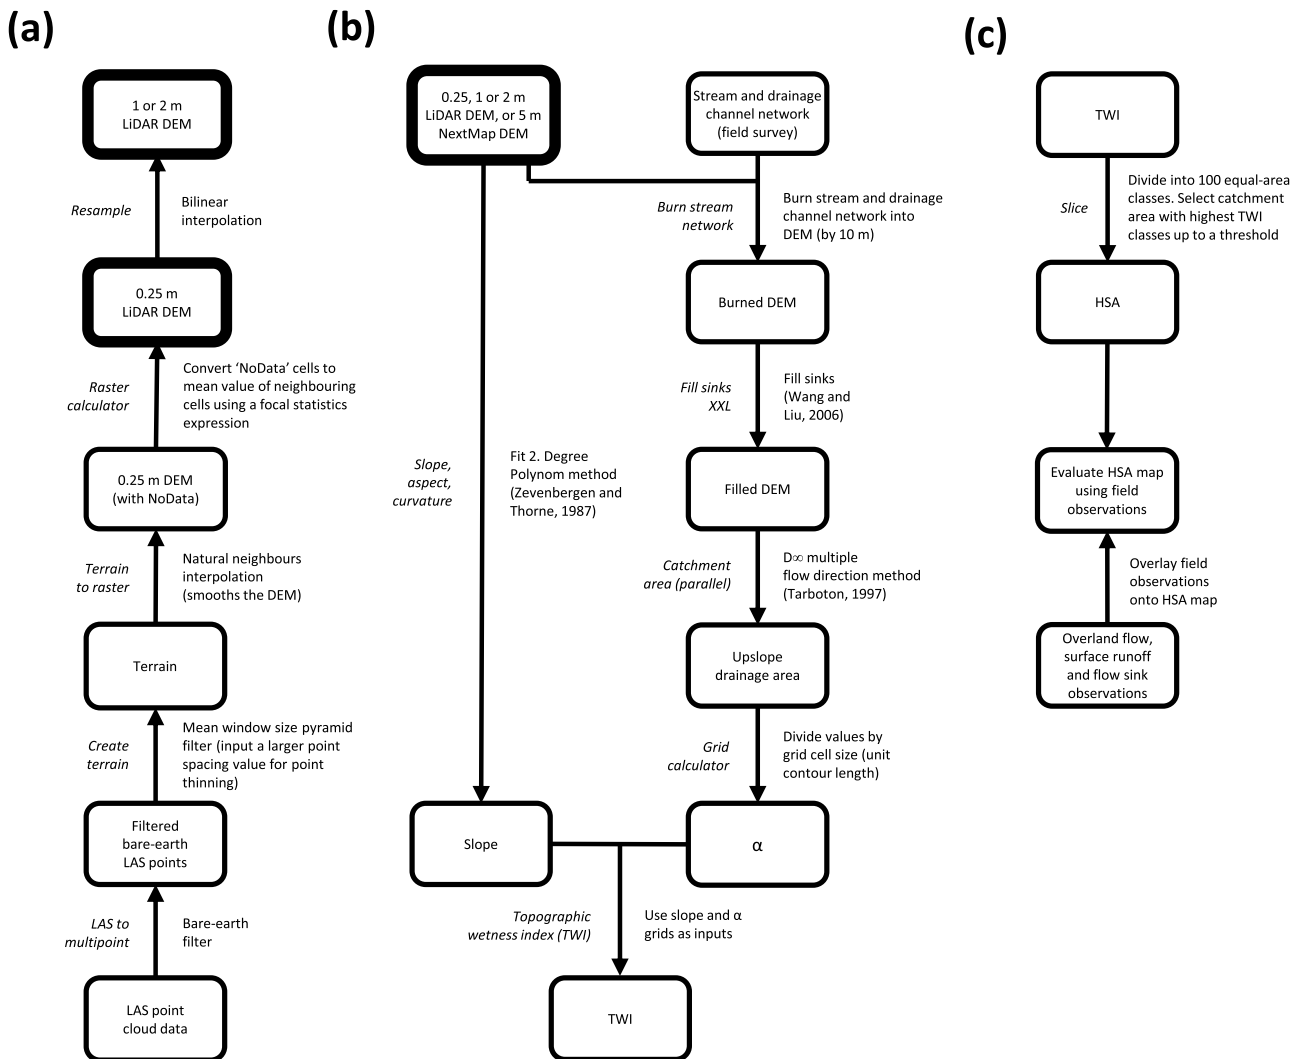 (a)
1 or 2 m
LiDAR DEM
Resample
Bilinear
interpolation
0.25 m
LiDAR DEM
Raster
calculator
Convert ‘NoData’ cells to
mean value of neighbouring
cells using a focal statistics
expression
0.25 m DEM
(with NoData)
Terrain
to raster
Natural neighbours
interpolation
(smooths the DEM)
Terrain
Create
terrain
Mean window size pyramid
filter (input a larger point
spacing value for point
thinning)
Filtered
bare-earth
LAS points
LAS to
multipoint
Bare-earth
filter
LAS point
cloud data
(b)
0.25, 1 or 2 m
LiDAR DEM, or 5 m
NextMap DEM
Stream and drainage
channel network
(field survey)
Burn stream
network
Burn stream and drainage
channel network into
DEM (by 10 m)
Burned DEM
Fill sinks
XXL
Fill sinks
(Wang and
Liu, 2006)
Slope,
aspect,
curvature
Fit 2. Degree
Polynom method
(Zevenbergen and
Thorne, 1987)
Filled DEM
Catchment
area (parallel)
D∞ multiple
flow direction method
(Tarboton, 1997)
Upslope
drainage area
Grid
calculator
Divide values by
grid cell size (unit
contour length)
Slope
α
Topographic
wetness index (TWI)
Use slope and α
grids as inputs
TWI
(c)
TWI
Slice
Divide into 100 equal-area
classes. Select catchment
area with highest TWI
classes up to a threshold
HSA
Evaluate HSA map
using field
observations
Overlay field
observations
onto HSA map
Overland flow,
surface runoff
and flow sink
observations